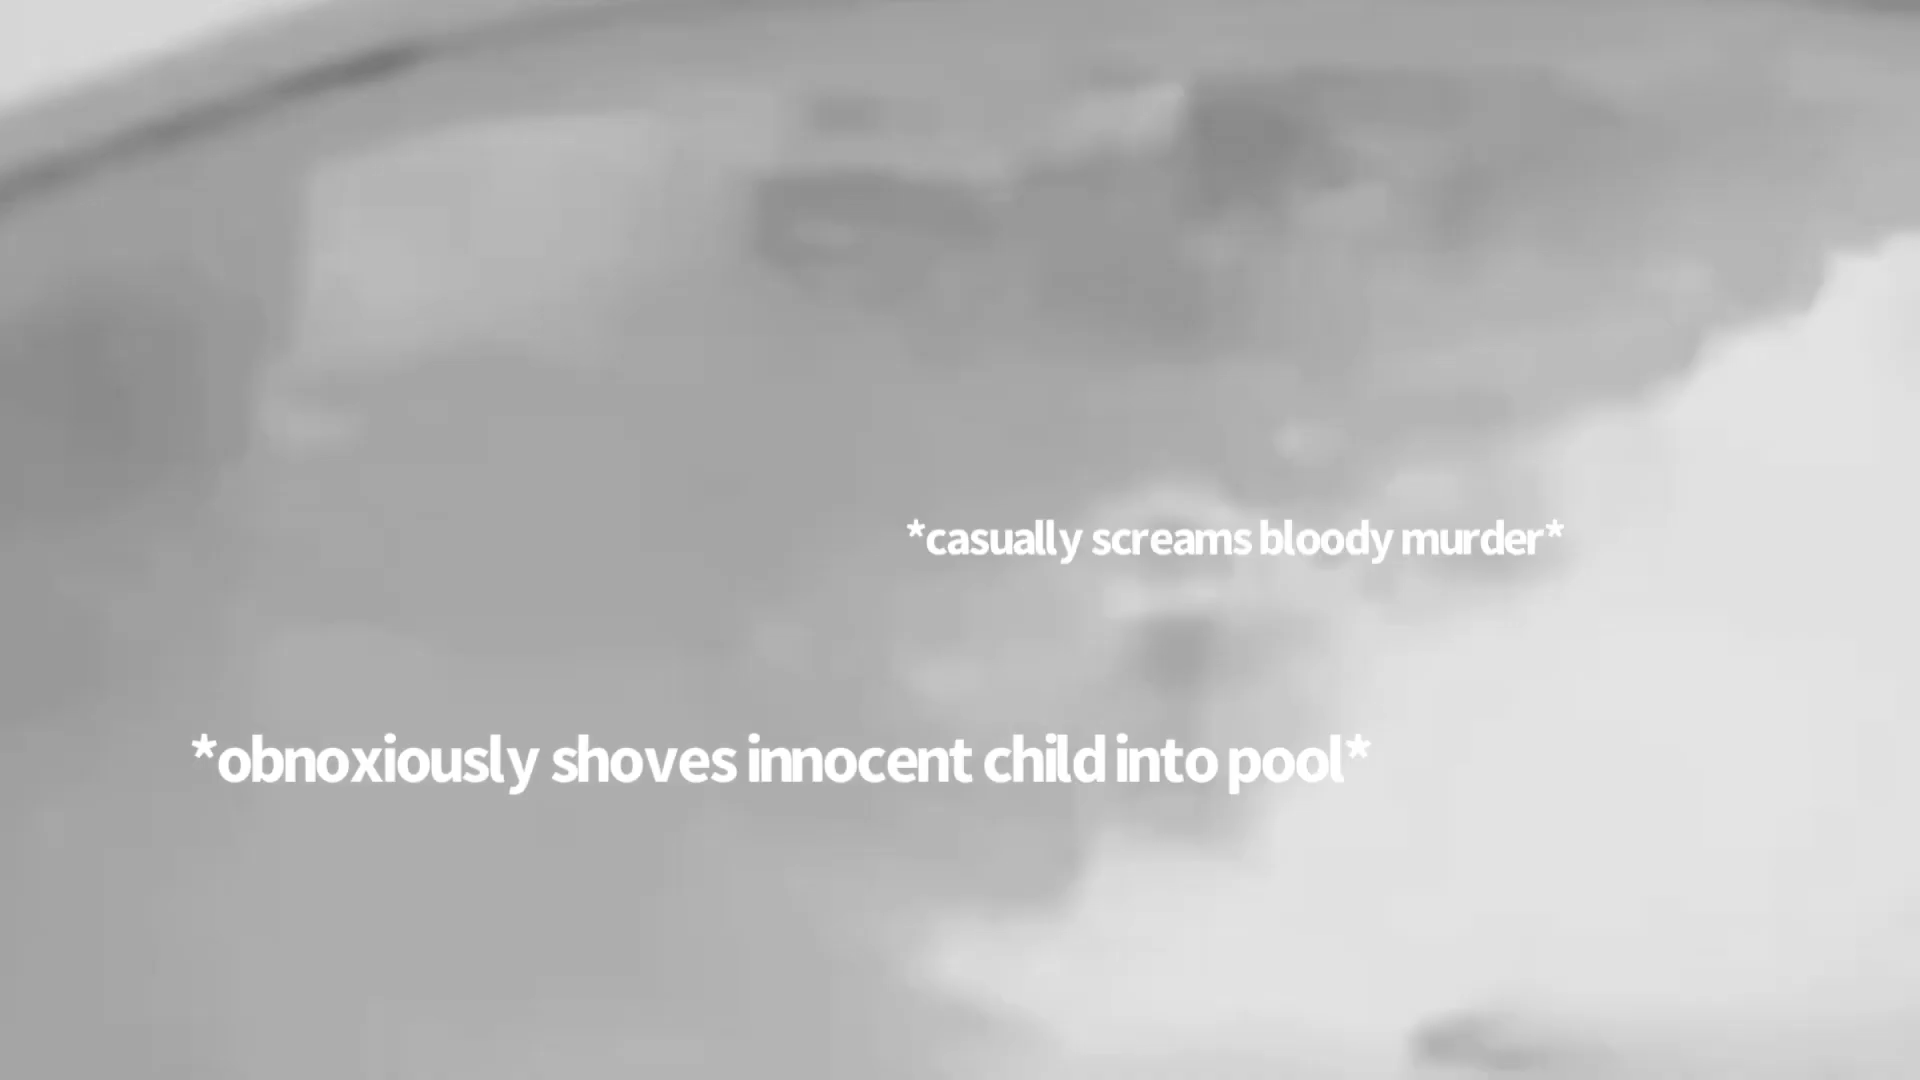 *casually screams bloody murder*
*obnoxiously shoves innocent child into pool*